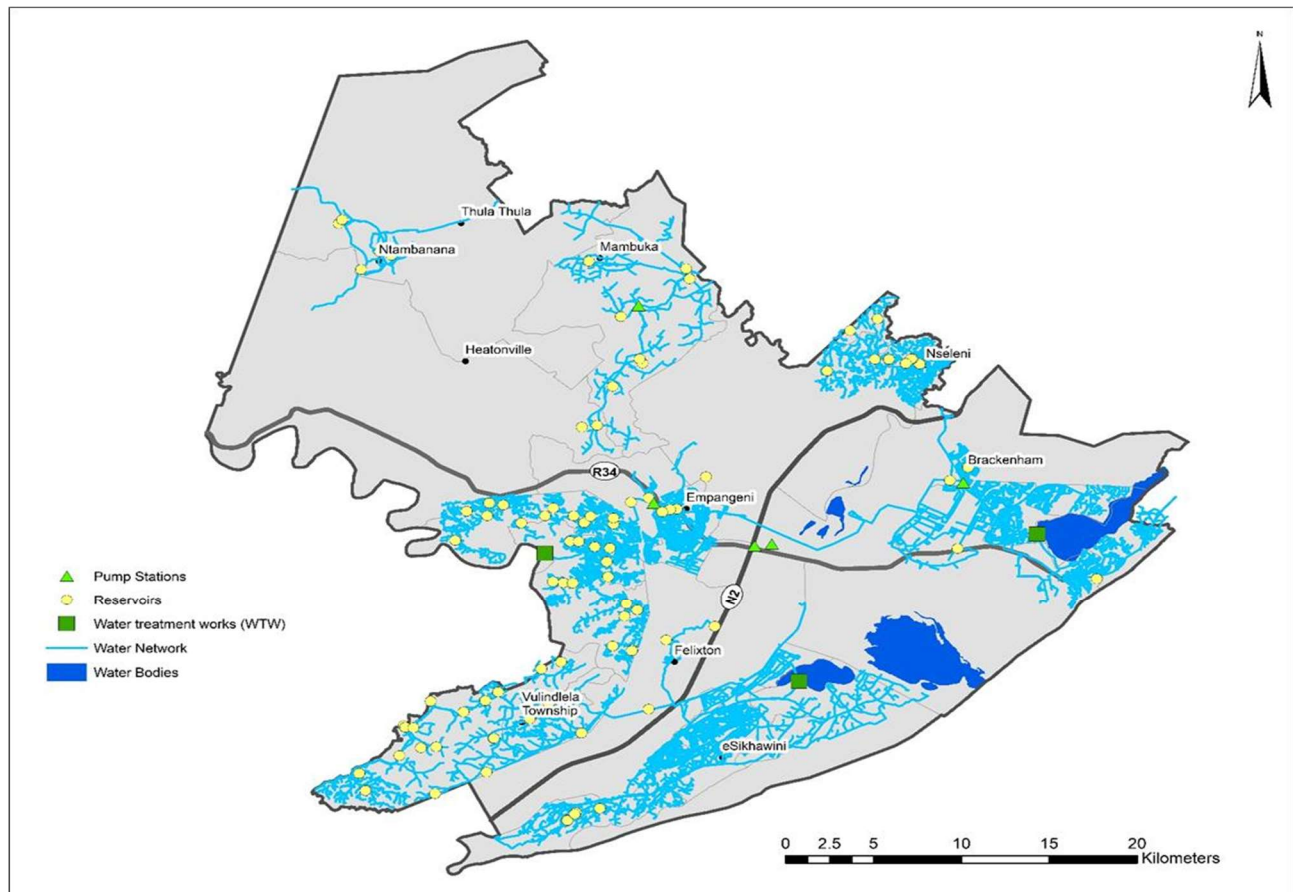 N
Thula Thula
Ntambanana
Mambuka
Heatonville
Nseleni
Brackenham
R34
Empangeni
N2
Felixton
Vulindlela
Township
eSikhawini
Pump Stations
Reservoirs
Water treatment works (WTW)
Water Network
Water Bodies
0 2.5 5 10 15 20
Kilometers